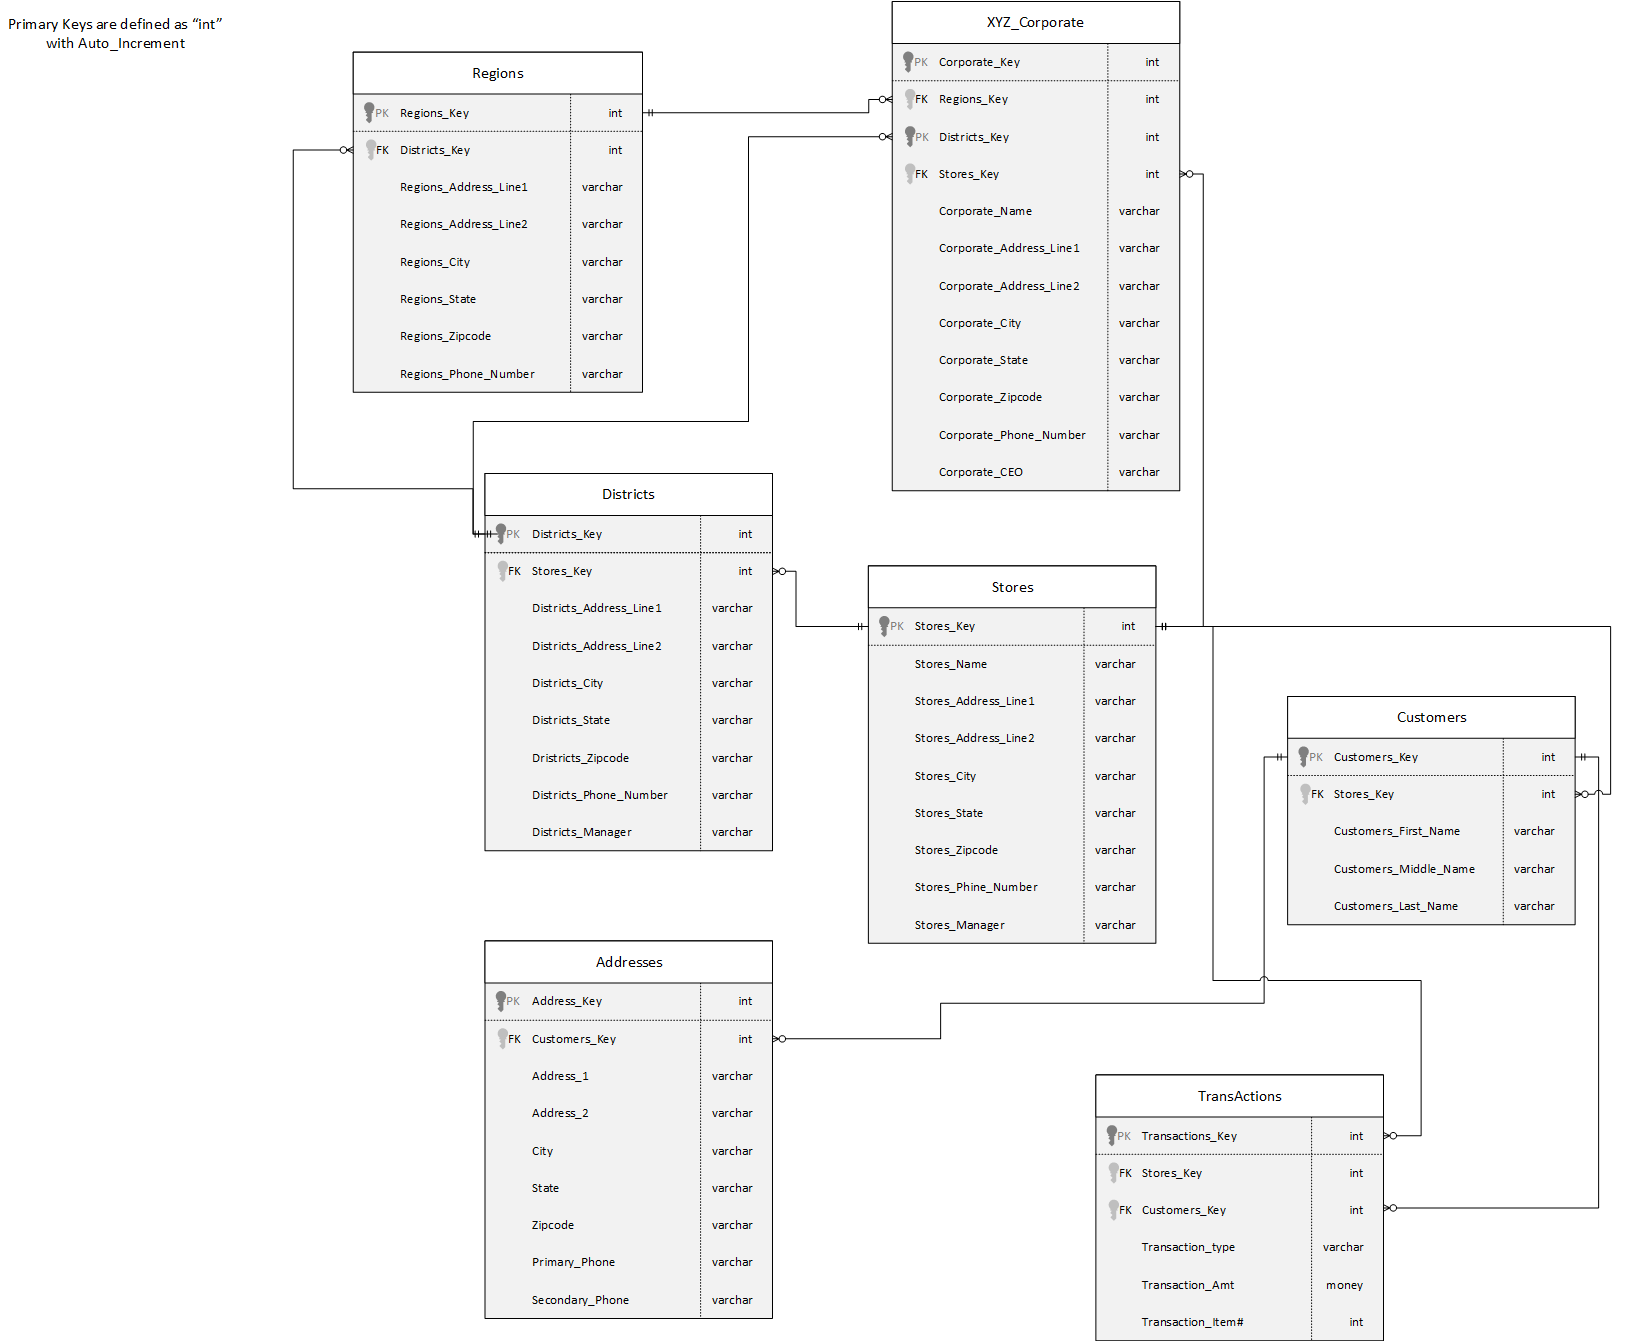 Primary Keys are defined as “int”
with Auto_Increment
XYZ_Corporate
PK Corporate_Key int
FK Regions_Key int
PK Districts_Key int
FK Stores_Key int
Corporate_Name varchar
Corporate_Address_Line1 varchar
Corporate_Address_Line2 varchar
Corporate_City varchar
Corporate_State varchar
Corporate_Zipcode varchar
Corporate_Phone_Number varchar
Corporate_CEO varchar
Regions
PK Regions_Key int
FK Districts_Key int
Regions_Address_Line1 varchar
Regions_Address_Line2 varchar
Regions_City varchar
Regions_State varchar
Regions_Zipcode varchar
Regions_Phone_Number varchar
Districts
PK Districts_Key int
FK Stores_Key int
Districts_Address_Line1 varchar
Districts_Address_Line2 varchar
Districts_City varchar
Districts_State varchar
Dristricts_Zipcode varchar
Districts_Phone_Number varchar
Districts_Manager varchar
Stores
PK Stores_Key int
Stores_Name varchar
Stores_Address_Line1 varchar
Stores_Address_Line2 varchar
Stores_City varchar
Stores_State varchar
Stores_Zipcode varchar
Stores_Phine_Number varchar
Stores_Manager varchar
Customers
PK Customers_Key int
FK Stores_Key int
Customers_First_Name varchar
Customers_Middle_Name varchar
Customers_Last_Name varchar
Addresses
PK Address_Key int
FK Customers_Key int
Address_1 varchar
Address_2 varchar
City varchar
State varchar
Zipcode varchar
Primary_Phone varchar
Secondary_Phone varchar
TransActions
PK Transactions_Key int
FK Stores_Key int
FK Customers_Key int
Transaction_type varchar
Transaction_Amt money
Transaction_Item# int